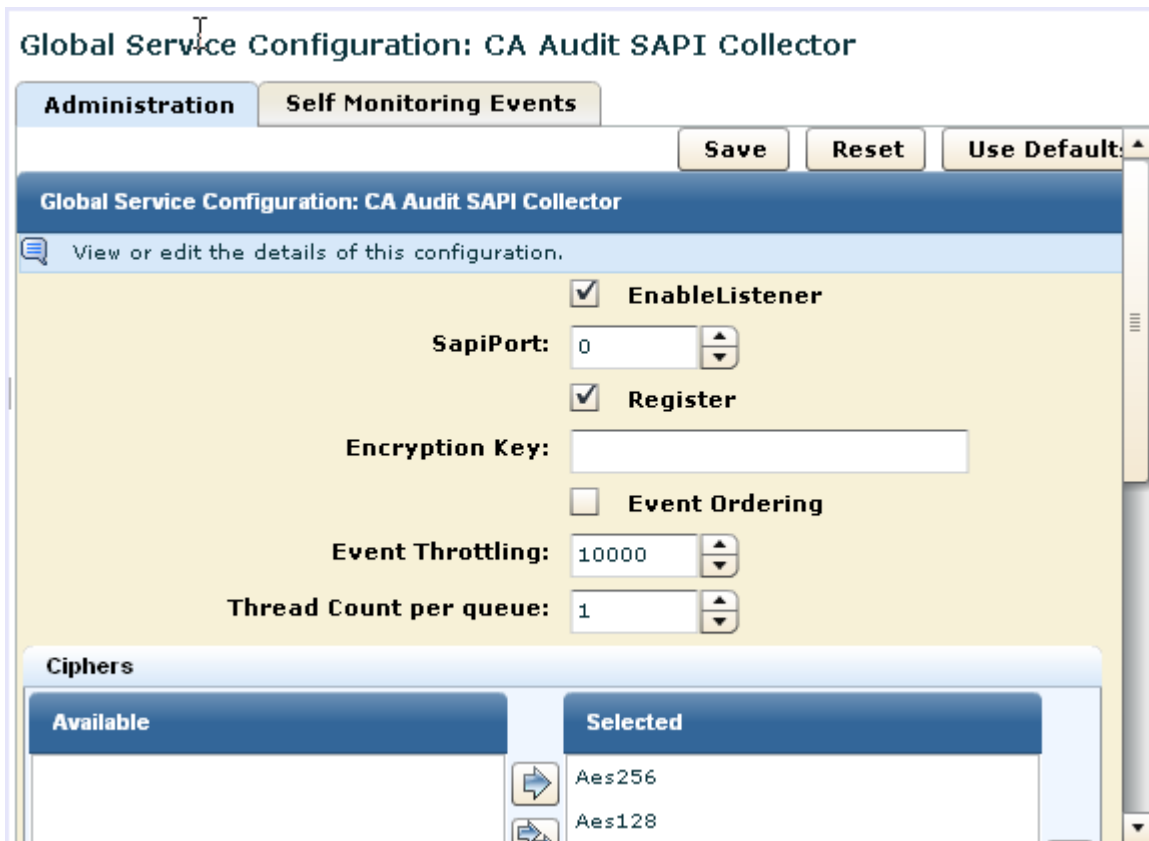 Global Service Configuration: CA Audit SAPI Collector
Administration Self Monitoring Events
Save Reset Use Default
Global Service Configuration: CA Audit SAPI Collector
View or edit the details of this configuration.
EnableListener
SapiPort: 0
Register
Encryption Key:
Event Ordering
Event Throttling: 10000
Thread Count per queue: 1
Ciphers
Available Selected
Aes256
Aes128